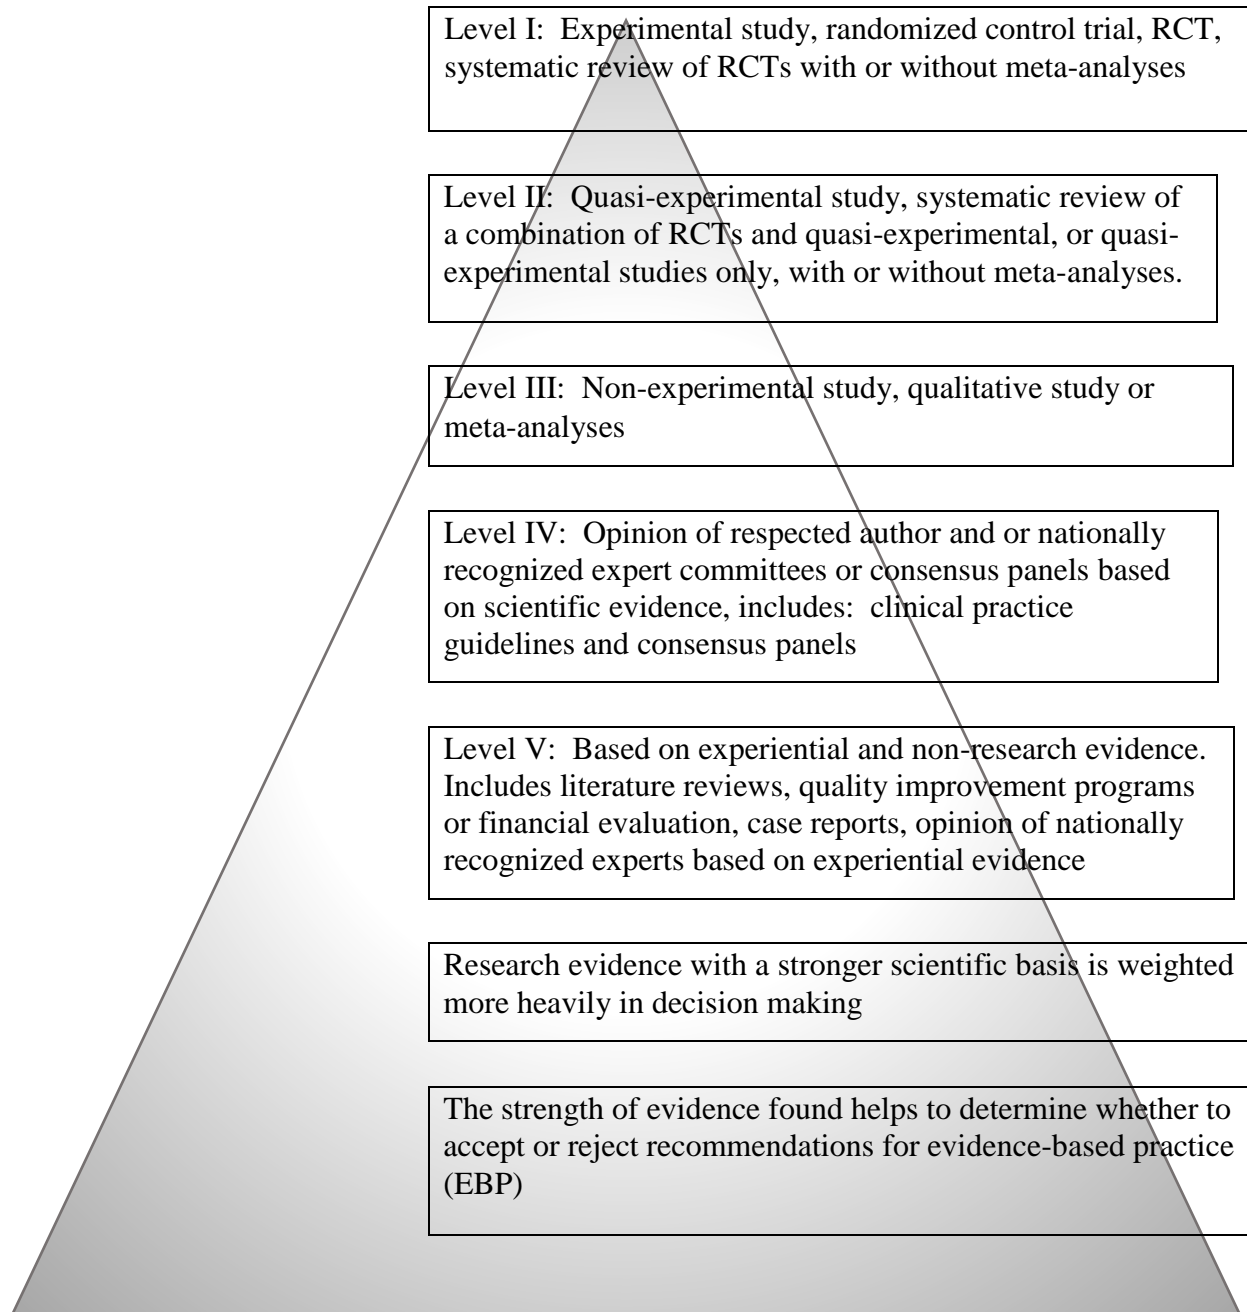 Level I:  Experimental study, randomized control trial, RCT,
systematic review of RCTs with or without meta-analyses
Level II:  Quasi-experimental study, systematic review of
a combination of RCTs and quasi-experimental, or quasi-
experimental studies only, with or without meta-analyses.
Level III:  Non-experimental study, qualitative study or
meta-analyses
Level IV:  Opinion of respected author and or nationally
recognized expert committees or consensus panels based
on scientific evidence, includes:  clinical practice
guidelines and consensus panels
Level V:  Based on experiential and non-research evidence.
Includes literature reviews, quality improvement programs
or financial evaluation, case reports, opinion of nationally
recognized experts based on experiential evidence
Research evidence with a stronger scientific basis is weighted
more heavily in decision making
The strength of evidence found helps to determine whether to
accept or reject recommendations for evidence-based practice
(EBP)